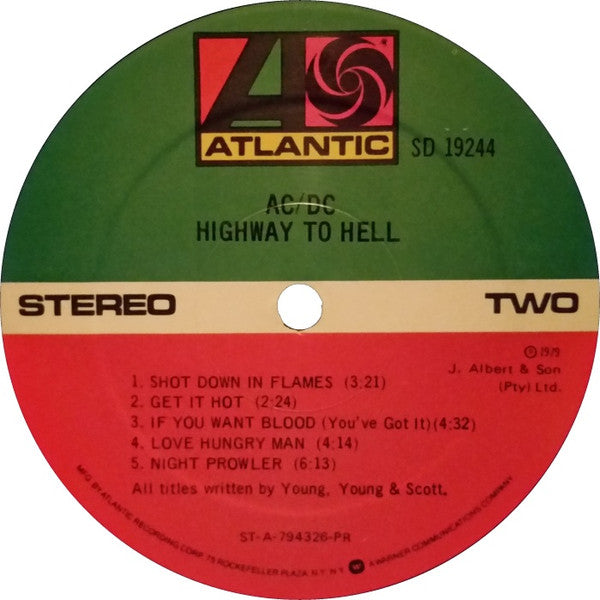 ATLANTIC
SD 19244
AC/DC
HIGHWAY TO HELL
STEREO
TWO
℗ 1979
J. Albert & Son
(Pty) Ltd.
1. SHOT DOWN IN FLAMES (3:21)
2. GET IT HOT (2:24)
3. IF YOU WANT BLOOD (You've Got It)(4:32)
4. LOVE HUNGRY MAN (4:14)
5. NIGHT PROWLER (6:13)
All titles written by Young, Young & Scott.
ST-A-794326-PR
MFG. BY ATLANTIC RECORDING CORP. 75 ROCKEFELLER PLAZA, N.Y. N.Y. A WARNER COMMUNICATIONS COMPANY